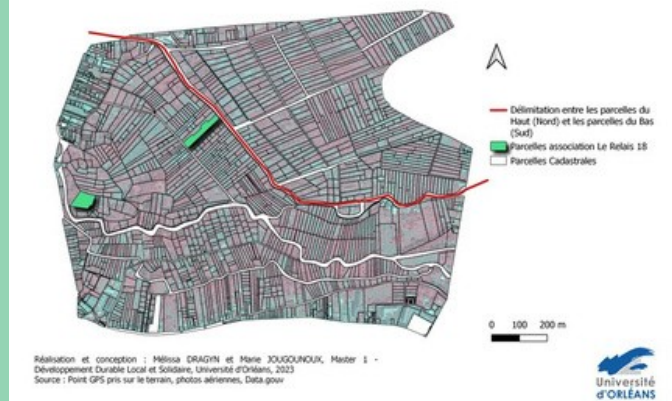 Délimitation entre les parcelles du
Haut (Nord) et les parcelles du Bas
(Sud)
Parcelles association Le Relais 18
Parcelles Cadastrales
0 100 200 m
Réalisation et conception : Mélissa DRAGYN et Marie JOUGOUNOUX, Master 1 -
Développement Durable Local et Solidaire, Université d'Orléans, 2023
Source : Point GPS pris sur le terrain, photos aériennes, Data.gouv
Université
d'ORLÉANS